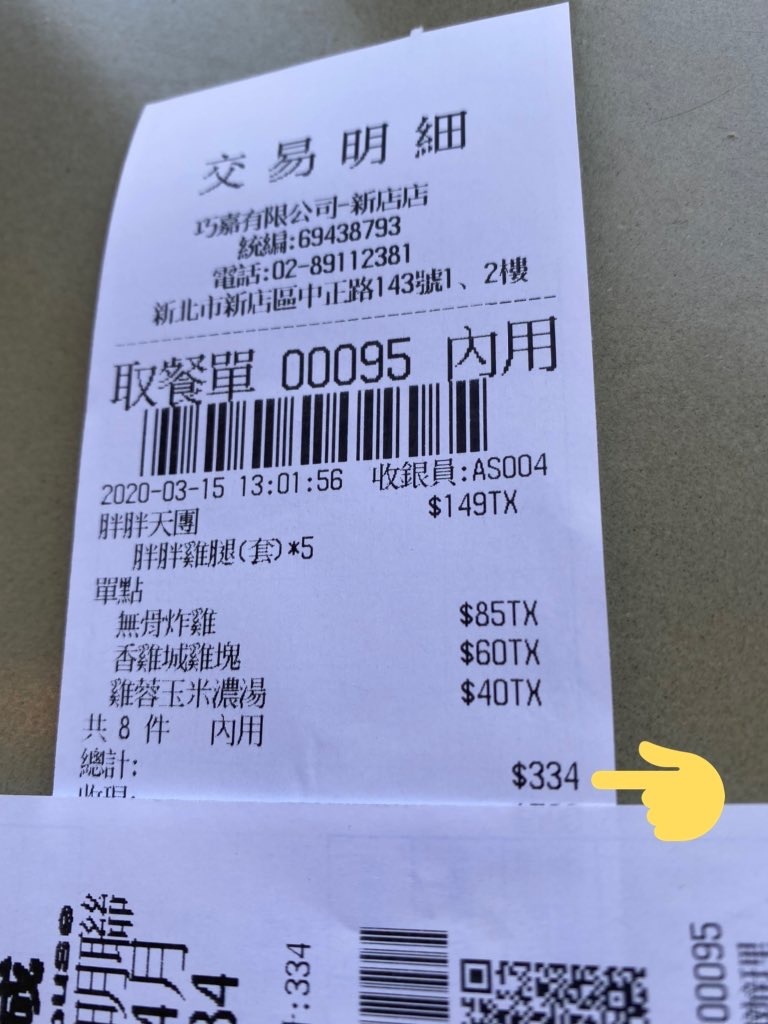 交易明細
巧嘉有限公司-新店店
統編:69438793
電話:02-89112381
新北市新店區中正路143號1、2樓
取餐單 00095 內用
2020-03-15 13:01:56 收銀員:AS004
胖胖天團 $149TX
胖胖雞腿(套)*5
單點
無骨炸雞 $85TX
香雞城雞塊 $60TX
雞蓉玉米濃湯 $40TX
共 8 件 內用
總計: $334
收現:
:334
00095